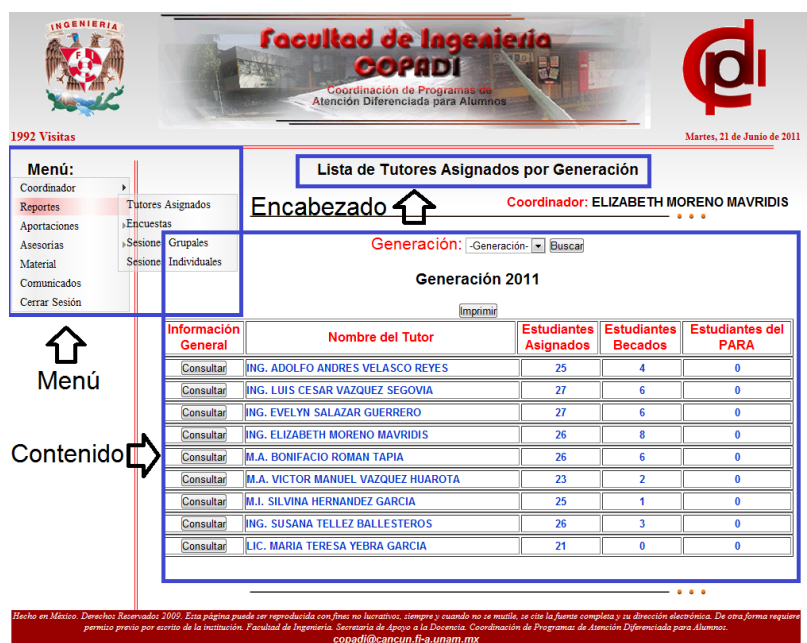 INGENIERIA
Facultad de Ingenieria
COPADI
Coordinación de Programas de
Atención Diferenciada para Alumnos
CPDI
1992 Visitas
Martes, 21 de Junio de 2011
Menú:
Coordinador
Reportes
Aportaciones
Asesorias
Material
Comunicados
Cerrar Sesión
Tutores Asignados
Encuestas
Sesiones Grupales
Sesiones Individuales
Lista de Tutores Asignados por Generación
Encabezado
Coordinador: ELIZABETH MORENO MAVRIDIS
Generación: -Generación- Buscar
Generación 2011
Imprimir
Menú
Contenido
Información General Nombre del Tutor Estudiantes Asignados Estudiantes Becados Estudiantes del PARA
Consultar ING. ADOLFO ANDRES VELASCO REYES 25 4 0
Consultar ING. LUIS CESAR VAZQUEZ SEGOVIA 27 6 0
Consultar ING. EVELYN SALAZAR GUERRERO 27 6 0
Consultar ING. ELIZABETH MORENO MAVRIDIS 26 8 0
Consultar M.A. BONIFACIO ROMAN TAPIA 26 6 0
Consultar M.A. VICTOR MANUEL VAZQUEZ HUAROTA 23 2 0
Consultar M.I. SILVINA HERNANDEZ GARCIA 25 1 0
Consultar ING. SUSANA TELLEZ BALLESTEROS 26 3 0
Consultar LIC. MARIA TERESA YEBRA GARCIA 21 0 0
Hecho en México. Derechos Reservados 2009. Esta página puede ser reproducida con fines no lucrativos, siempre y cuando no se mutile, se cite la fuente completa y su dirección electrónica. De otra forma requiere
permiso previo por escrito de la institución. Facultad de Ingeniería. Secretaria de Apoyo a la Docencia. Coordinación de Programas de Atención Diferenciada para Alumnos.
copadi@cancun.fi-a.unam.mx